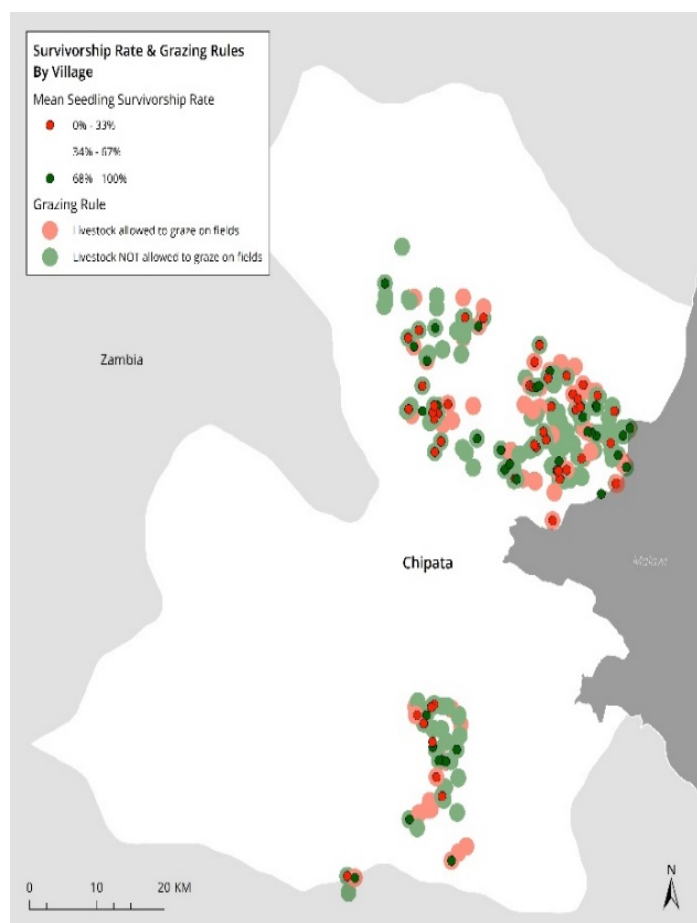 Survivorship Rate & Grazing Rules
By Village
Mean Seedling Survivorship Rate
0% - 33%
34% - 67%
68% - 100%
Grazing Rule
Livestock allowed to graze on fields
Livestock NOT allowed to graze on fields
Zambia
Chipata
Malawi
N
0 10 20 KM